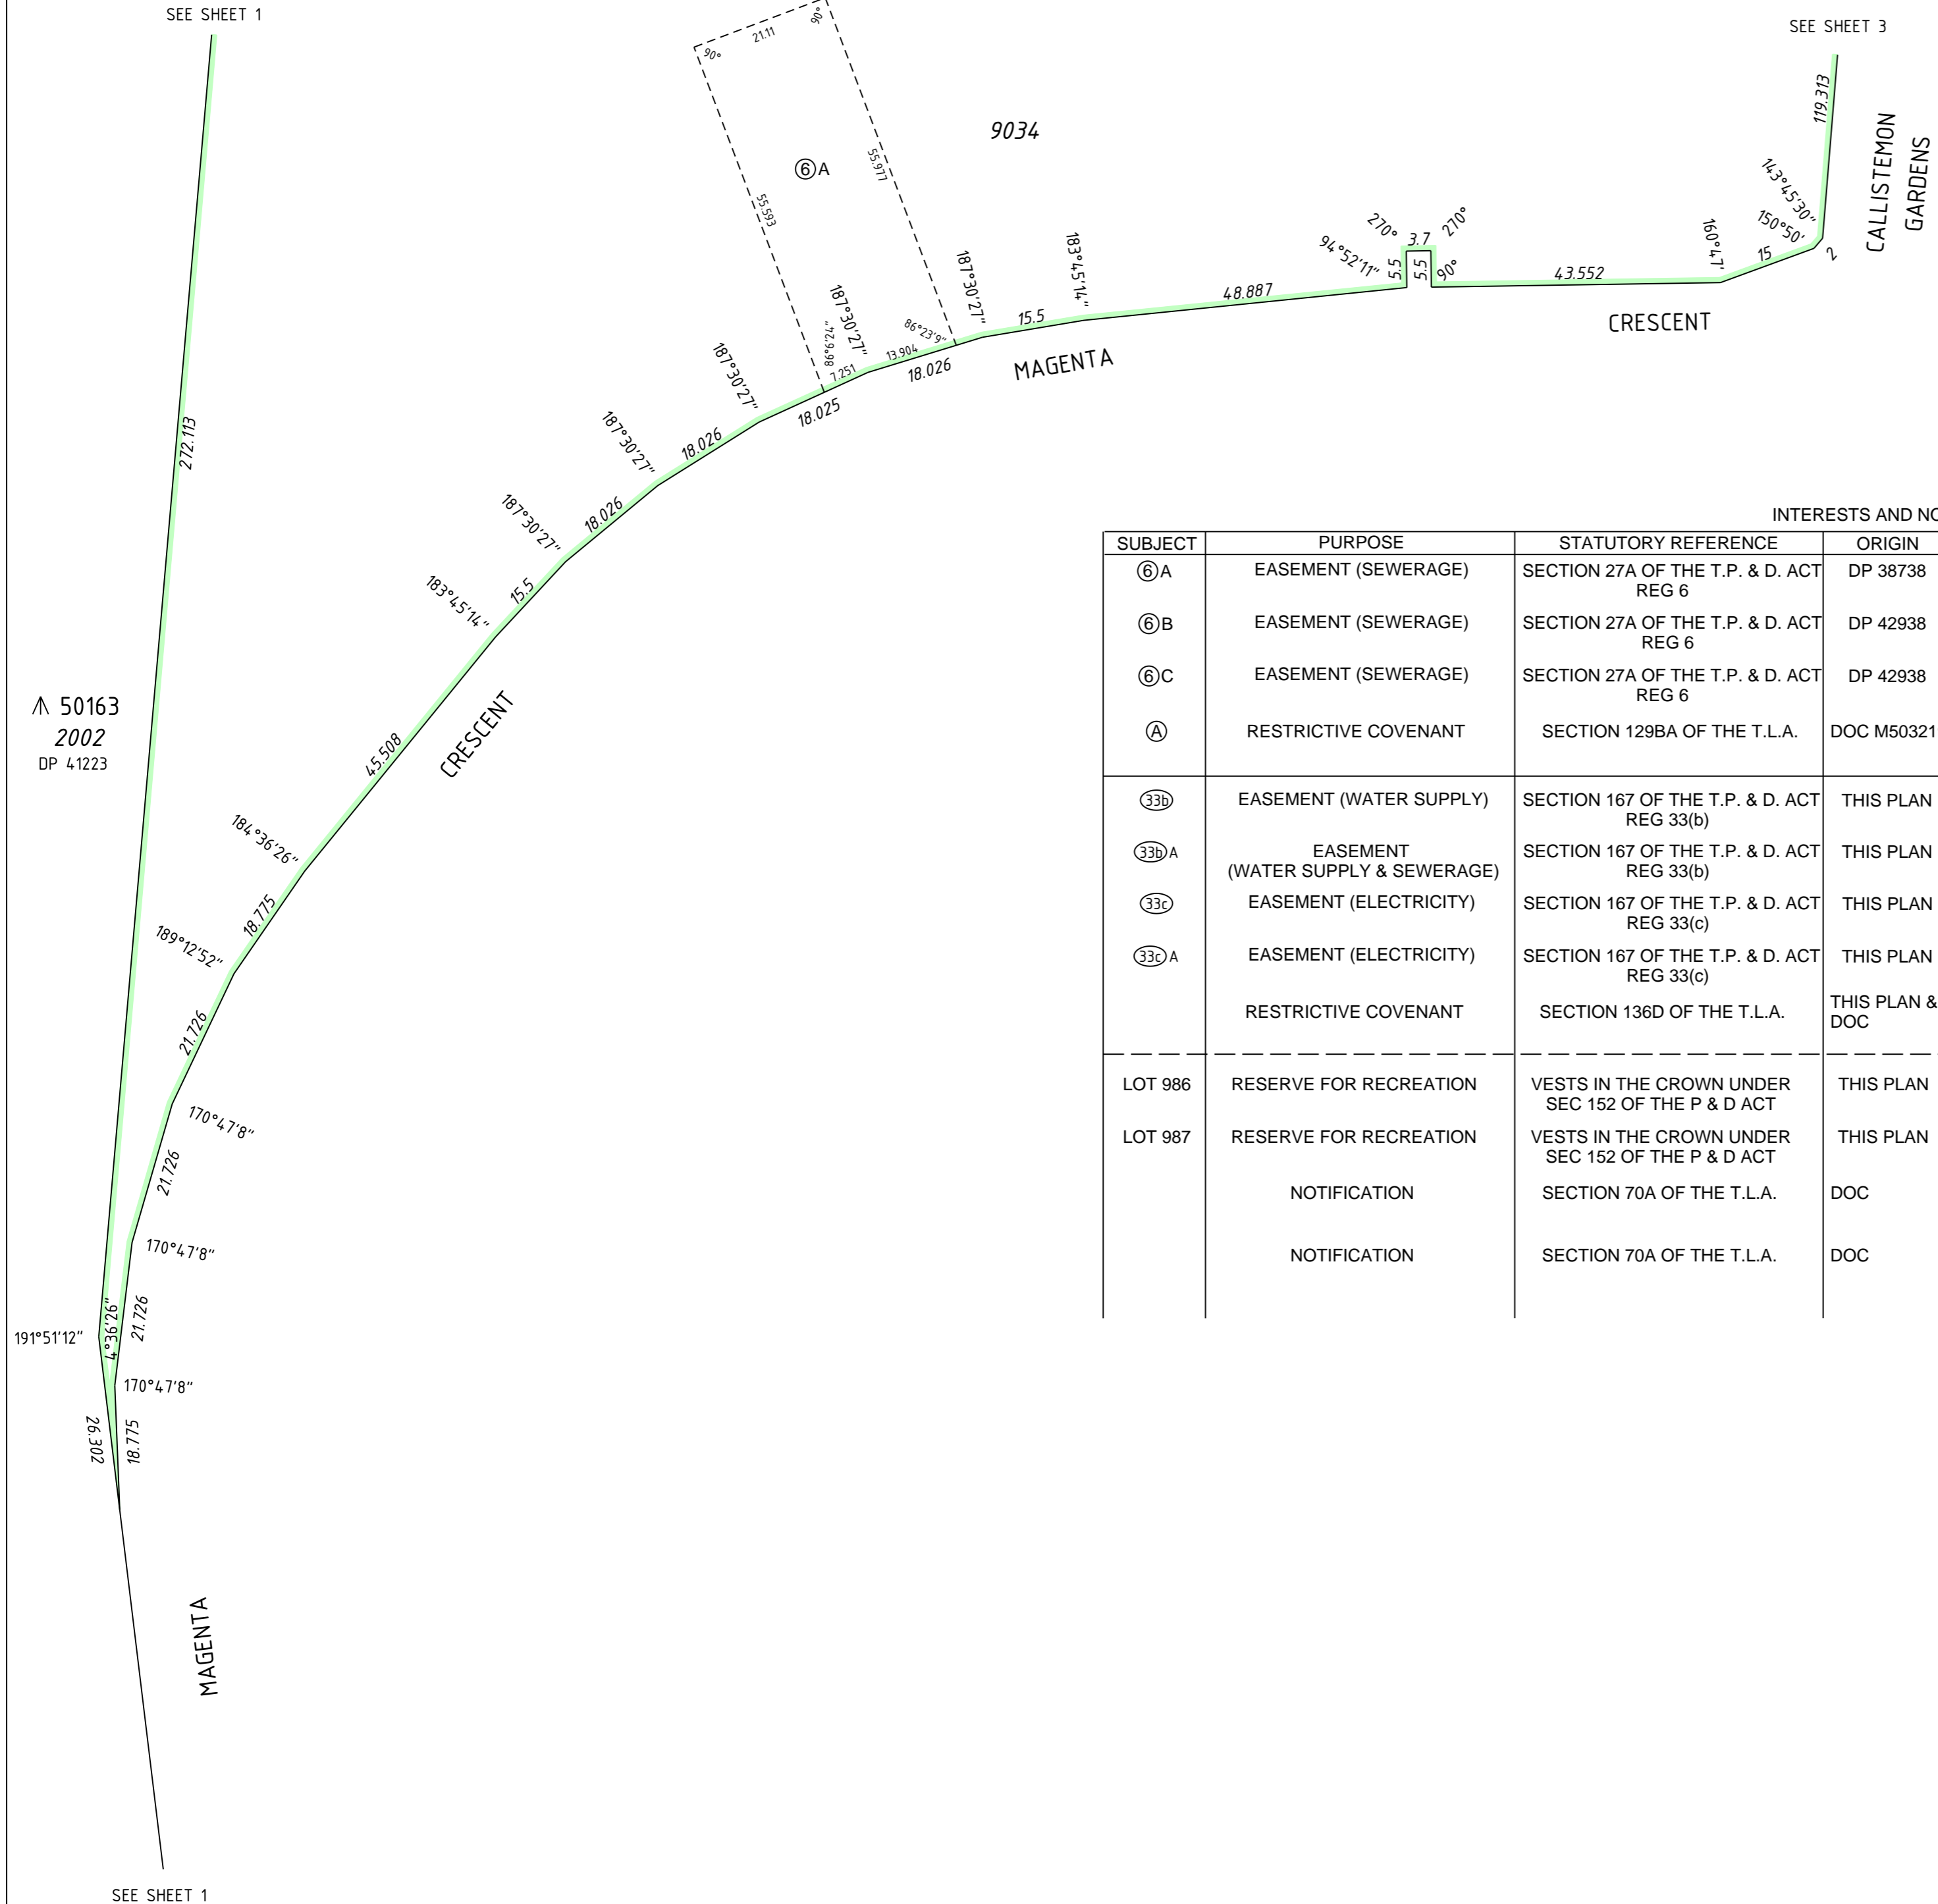 SEE SHEET 1
SEE SHEET 3
21.11
90°
90°
9034
⑥A
55.593
55.977
119.313
CALLISTEMON
GARDENS
143°45'30"
150°50'
2
15
160°47'
270°
3.7
270°
94°52'11"
5.5
5.5
90°
43.552
CRESCENT
48.887
183°45'14"
15.5
187°30'27"
MAGENTA
86°23'9"
13.904
18.026
187°30'27"
86°6'24"
7.251
18.025
187°30'27"
18.026
187°30'27"
18.026
187°30'27"
15.5
183°45'14"
272.113
50163
2002
DP 41223
45.508
CRESCENT
184°36'26"
18.775
189°12'52"
21.726
170°47'8"
21.726
170°47'8"
21.726
4°36'26"
191°51'12"
170°47'8"
26.302
18.775
MAGENTA
SEE SHEET 1
INTERESTS AND NO
SUBJECT PURPOSE STATUTORY REFERENCE ORIGIN
⑥A EASEMENT (SEWERAGE) SECTION 27A OF THE T.P. & D. ACT DP 38738
REG 6
⑥B EASEMENT (SEWERAGE) SECTION 27A OF THE T.P. & D. ACT DP 42938
REG 6
⑥C EASEMENT (SEWERAGE) SECTION 27A OF THE T.P. & D. ACT DP 42938
REG 6
Ⓐ RESTRICTIVE COVENANT SECTION 129BA OF THE T.L.A. DOC M50321
33b EASEMENT (WATER SUPPLY) SECTION 167 OF THE T.P. & D. ACT THIS PLAN
REG 33(b)
33b A EASEMENT SECTION 167 OF THE T.P. & D. ACT THIS PLAN
(WATER SUPPLY & SEWERAGE) REG 33(b)
33c EASEMENT (ELECTRICITY) SECTION 167 OF THE T.P. & D. ACT THIS PLAN
REG 33(c)
33c A EASEMENT (ELECTRICITY) SECTION 167 OF THE T.P. & D. ACT THIS PLAN
REG 33(c)
RESTRICTIVE COVENANT SECTION 136D OF THE T.L.A. THIS PLAN &
DOC
LOT 986 RESERVE FOR RECREATION VESTS IN THE CROWN UNDER THIS PLAN
SEC 152 OF THE P & D ACT
LOT 987 RESERVE FOR RECREATION VESTS IN THE CROWN UNDER THIS PLAN
SEC 152 OF THE P & D ACT
NOTIFICATION SECTION 70A OF THE T.L.A. DOC
NOTIFICATION SECTION 70A OF THE T.L.A. DOC